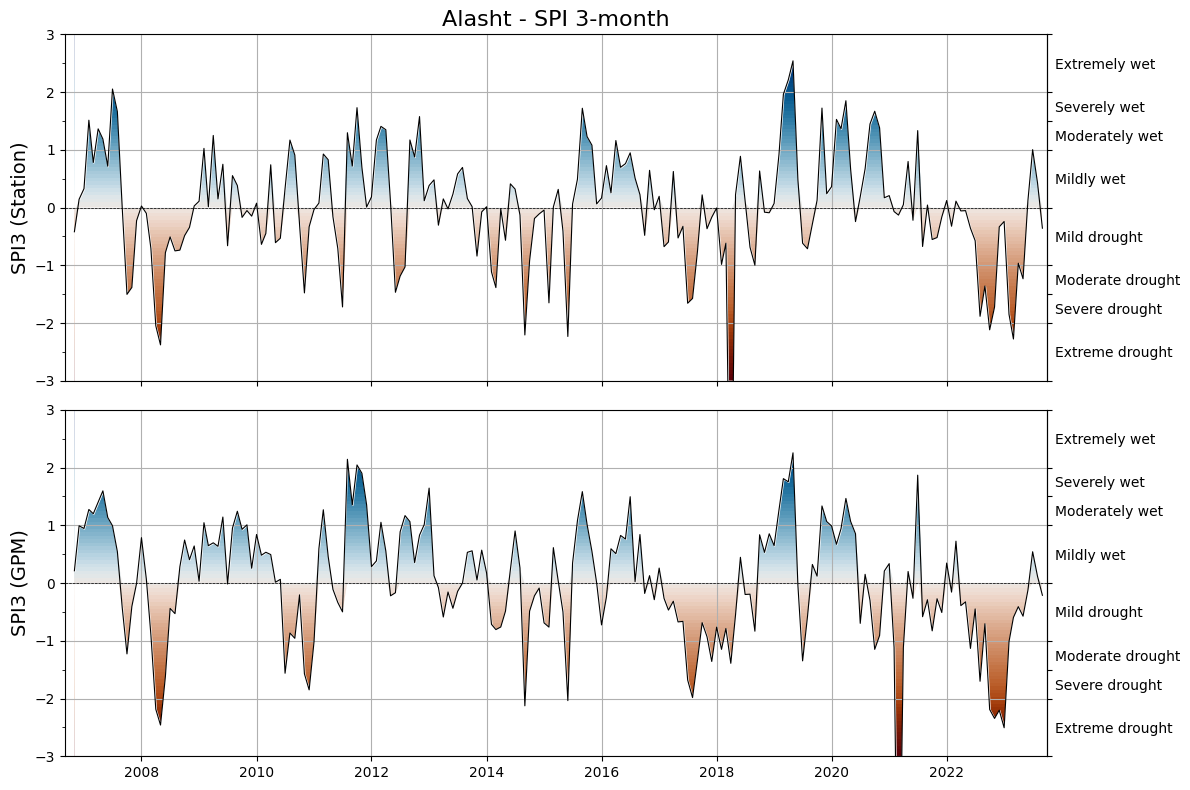 Alasht - SPI 3-month
SPI3 (Station)
3
2
1
0
−1
−2
−3
Extremely wet
Severely wet
Moderately wet
Mildly wet
Mild drought
Moderate drought
Severe drought
Extreme drought
SPI3 (GPM)
3
2
1
0
−1
−2
−3
Extremely wet
Severely wet
Moderately wet
Mildly wet
Mild drought
Moderate drought
Severe drought
Extreme drought
2008 2010 2012 2014 2016 2018 2020 2022